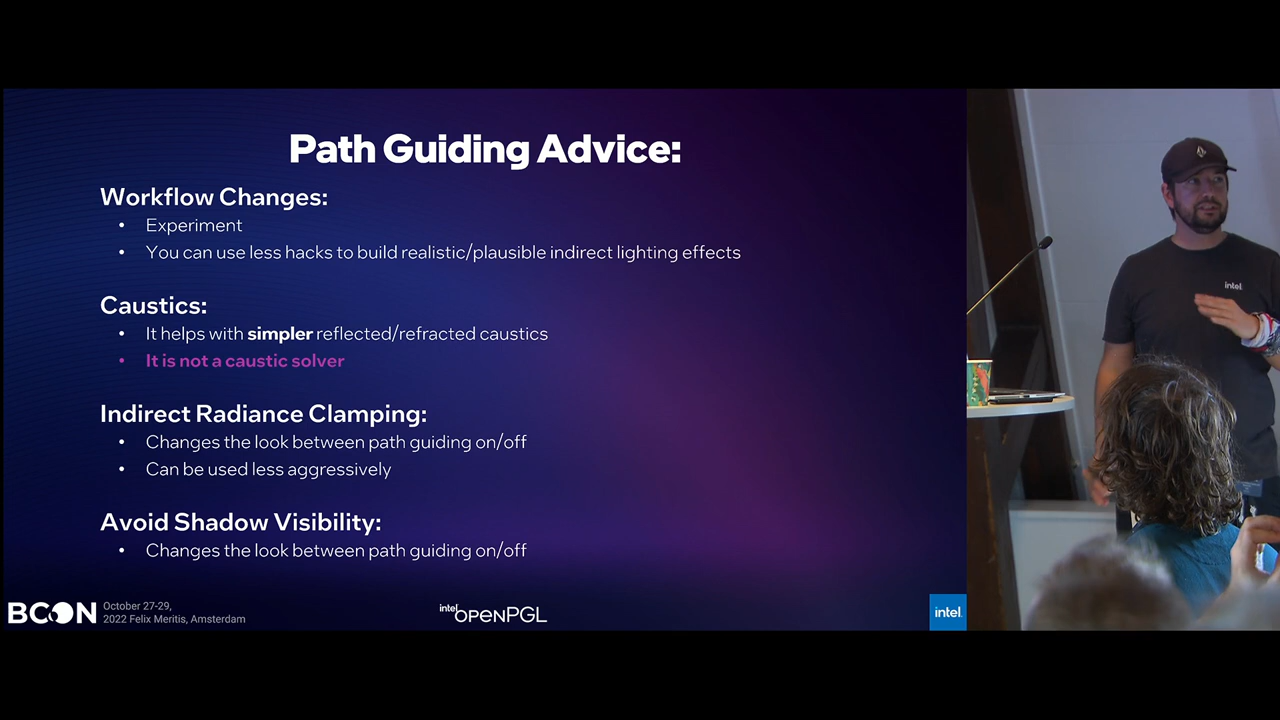 Path Guiding Advice:
Workflow Changes:
• Experiment
• You can use less hacks to build realistic/plausible indirect lighting effects
Caustics:
• It helps with simpler reflected/refracted caustics
• It is not a caustic solver
Indirect Radiance Clamping:
• Changes the look between path guiding on/off
• Can be used less aggressively
Avoid Shadow Visibility:
• Changes the look between path guiding on/off
BCON
October 27-29,
2022 Felix Meritis, Amsterdam
intel openPGL
intel.
intel